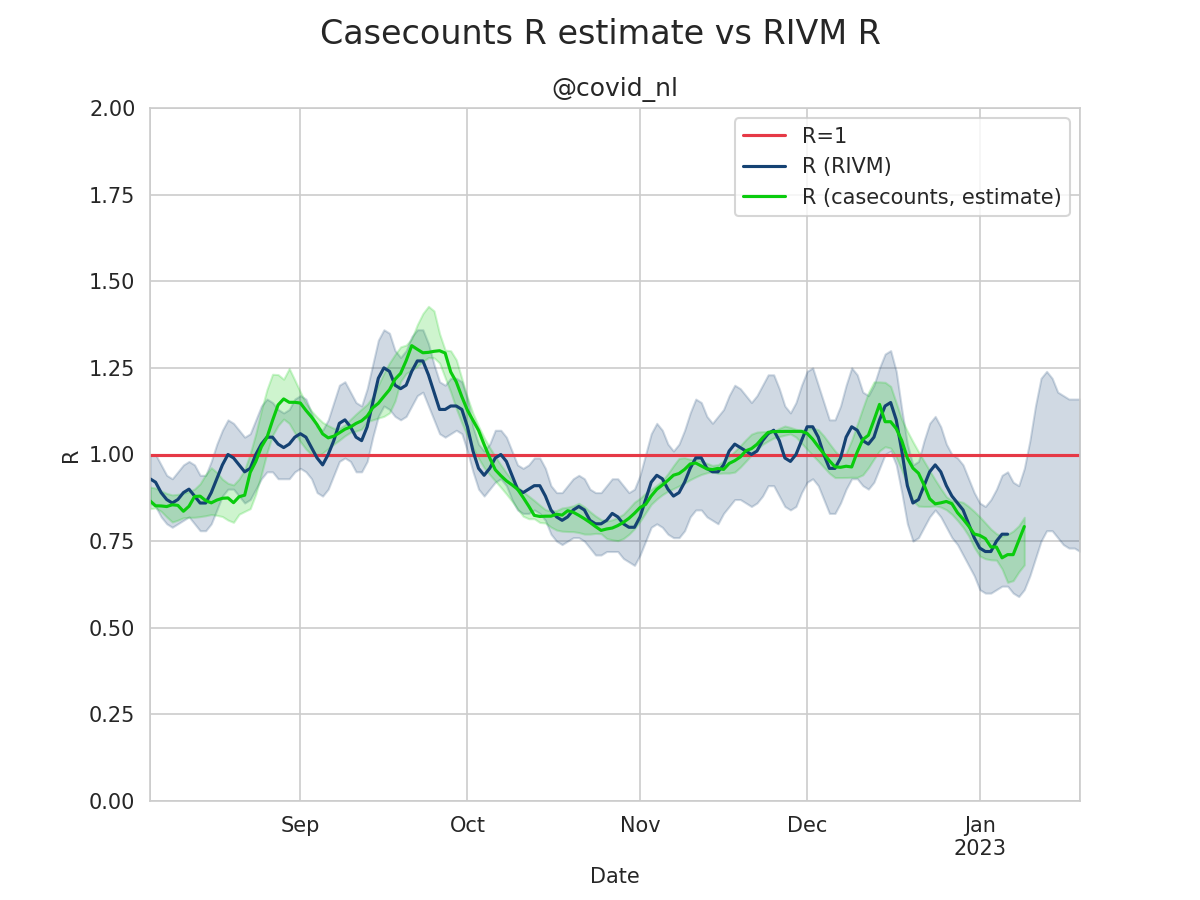 Casecounts R estimate vs RIVM R
@covid_nl
2.00
1.75
1.50
1.25
1.00
0.75
0.50
0.25
0.00
R
R=1
R (RIVM)
R (casecounts, estimate)
Sep
Oct
Nov
Dec
Jan
2023
Date